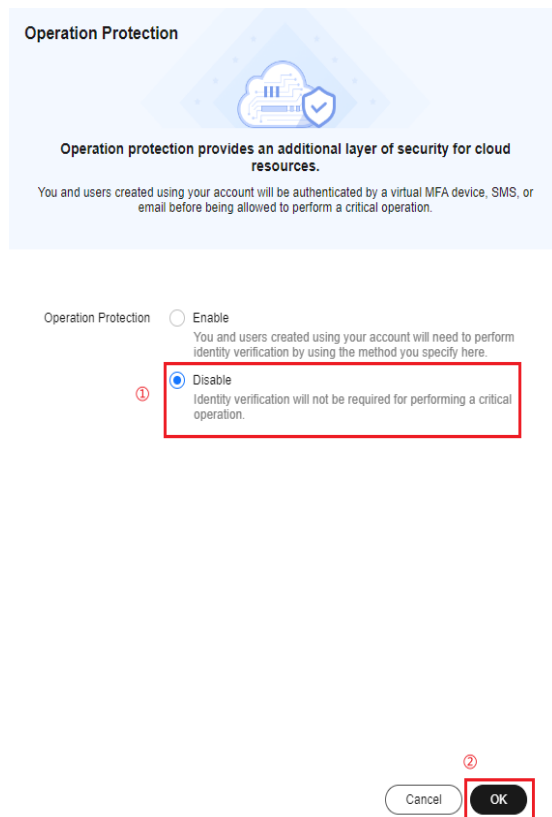 Operation Protection
Operation protection provides an additional layer of security for cloud
resources.
You and users created using your account will be authenticated by a virtual MFA device, SMS, or
email before being allowed to perform a critical operation.
Operation Protection
Enable
You and users created using your account will need to perform
identity verification by using the method you specify here.
①
Disable
Identity verification will not be required for performing a critical
operation.
②
Cancel
OK